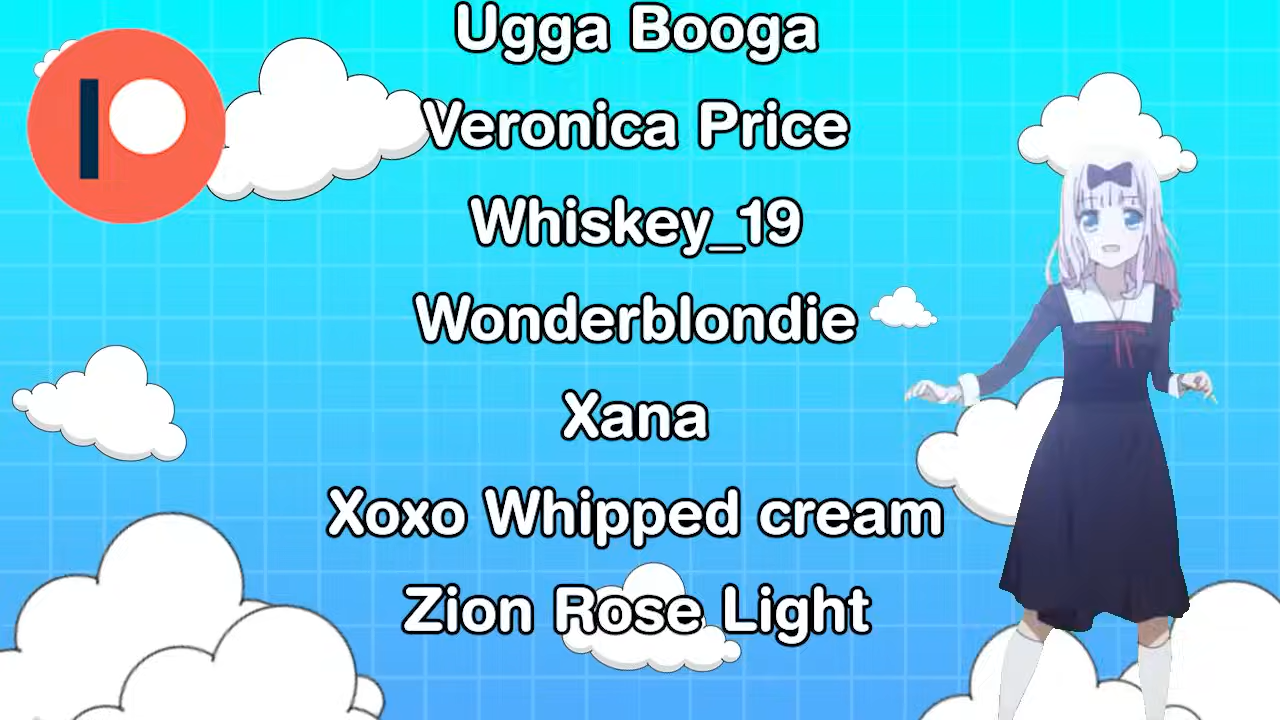 Ugga Booga
Veronica Price
Whiskey_19
Wonderblondie
Xana
Xoxo Whipped cream
Zion Rose Light